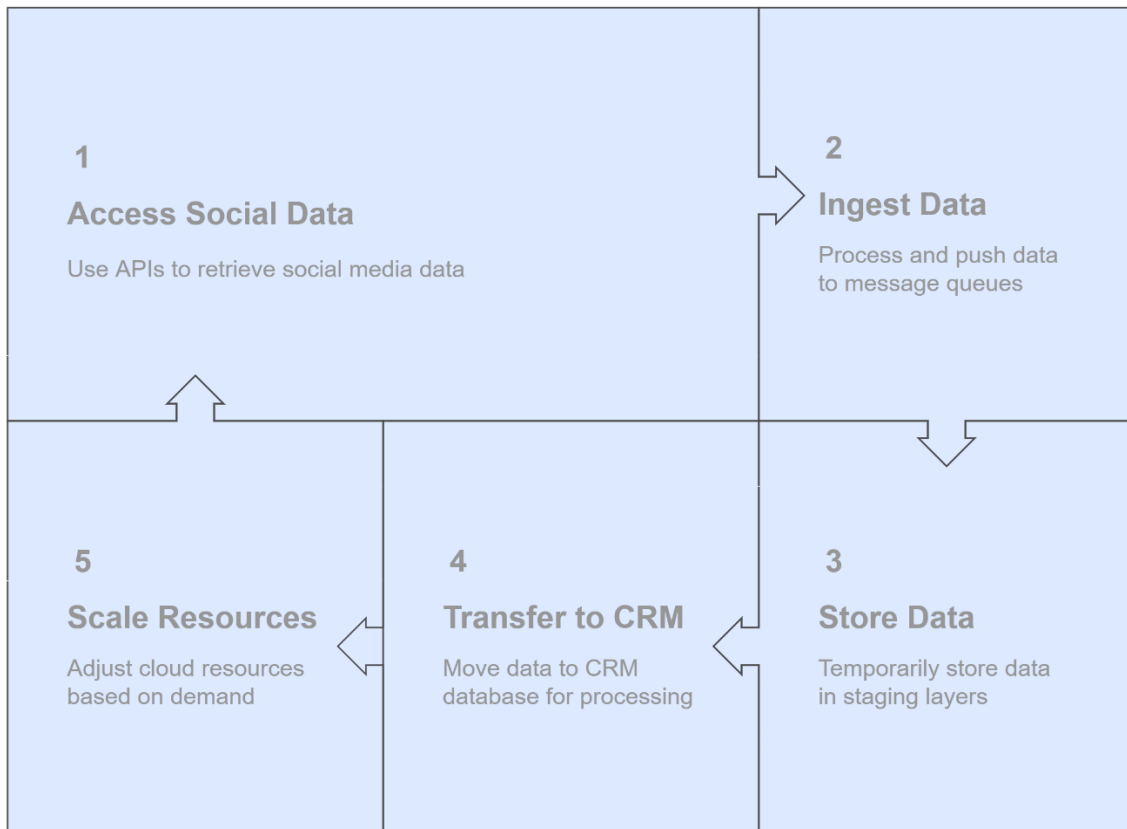 1
Access Social Data
Use APIs to retrieve social media data
2
Ingest Data
Process and push data
to message queues
3
Store Data
Temporarily store data
in staging layers
4
Transfer to CRM
Move data to CRM
database for processing
5
Scale Resources
Adjust cloud resources
based on demand